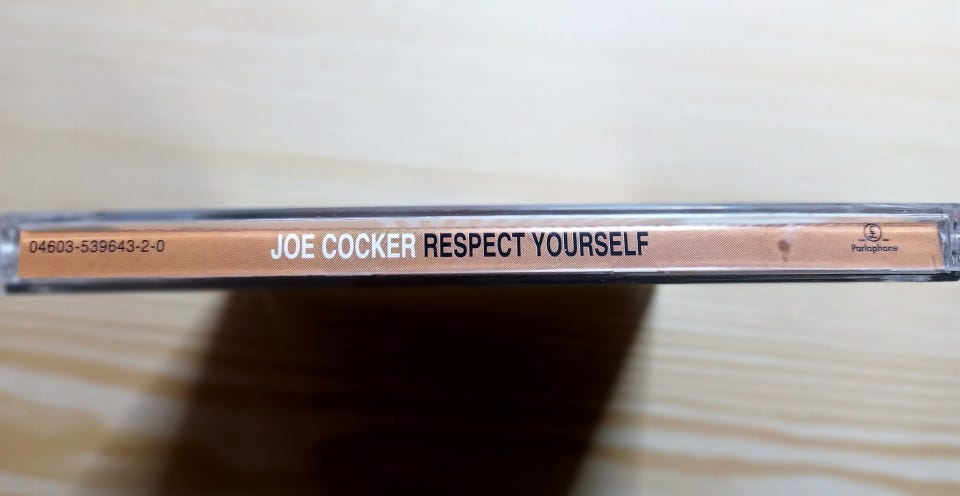 04603-539643-2-0
JOE COCKER RESPECT YOURSELF
£
Parlophone